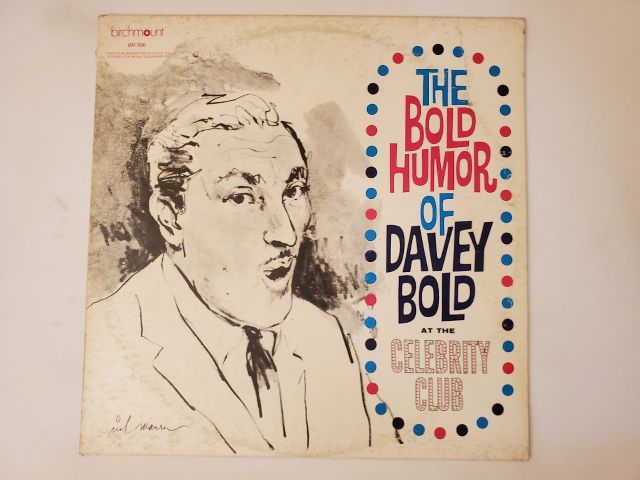 birchmount
BM 506
THE
BOLD
HUMOR
OF
DAVEY
BOLD
AT THE
CELEBRITY
CLUB